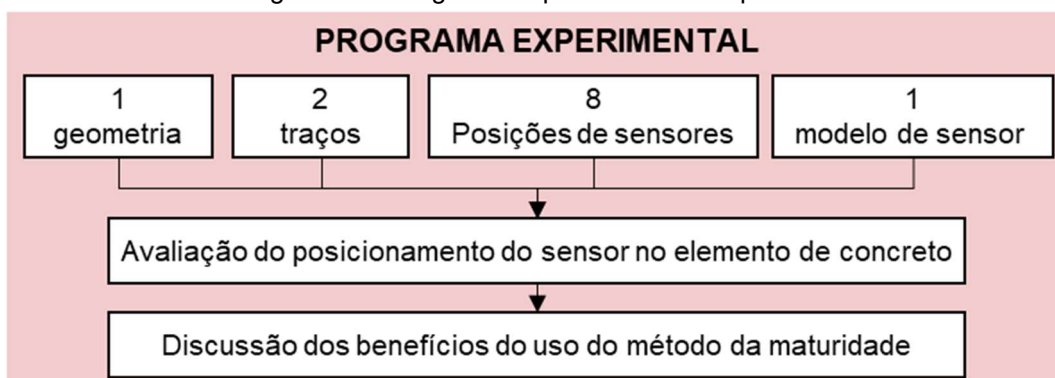 PROGRAMA EXPERIMENTAL
1
geometria
2
traços
8
Posições de sensores
1
modelo de sensor
Avaliação do posicionamento do sensor no elemento de concreto
Discussão dos benefícios do uso do método da maturidade